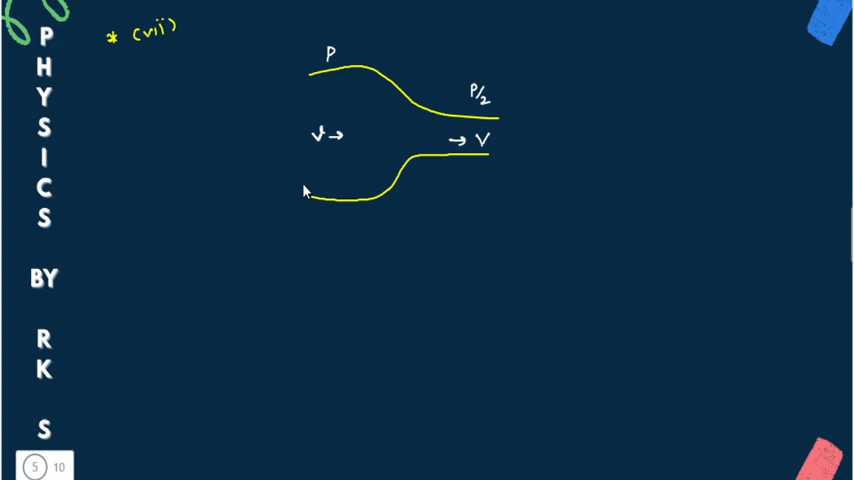 * (vii)
P
P/2
v →
→ V
PHYSICS
BY
RK
S
5 10